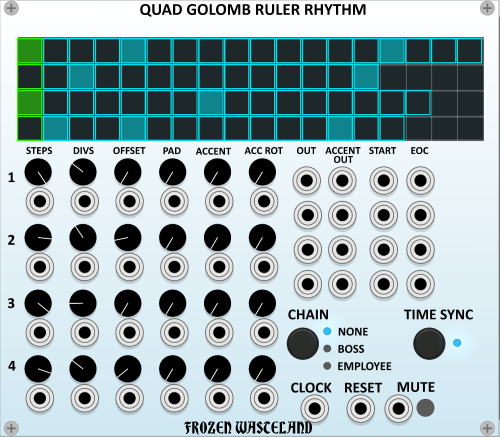 QUAD GOLOMB RULER RHYTHM
STEPS DIVS OFFSET PAD ACCENT ACC ROT OUT ACCENT OUT START EOC
1
2
3
CHAIN TIME SYNC
NONE
BOSS
4
EMPLOYEE
CLOCK RESET MUTE
FROZEN WASTELAND